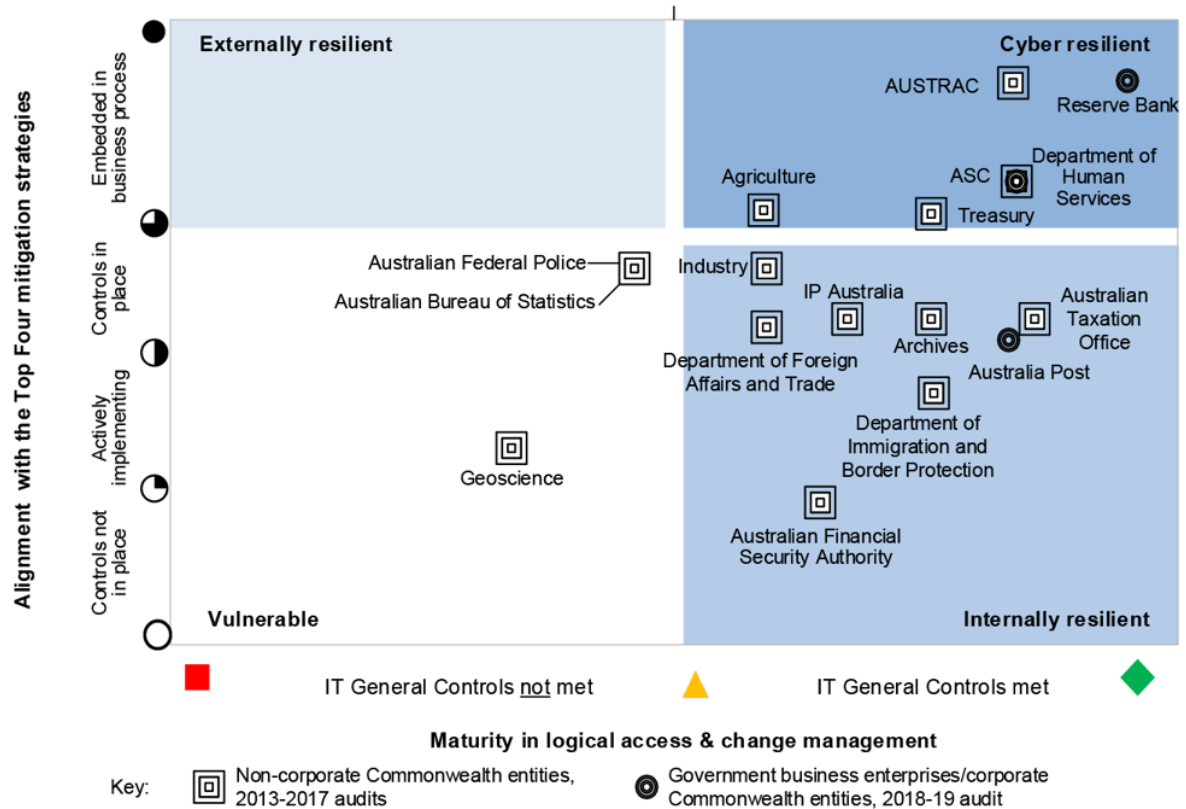 Externally resilient
Cyber resilient
AUSTRAC
Reserve Bank
Agriculture
ASC
Department of
Human
Services
Treasury
Australian Federal Police
Australian Bureau of Statistics
Industry
IP Australia
Archives
Australian
Taxation
Office
Department of Foreign
Affairs and Trade
Australia Post
Department of
Immigration and
Border Protection
Geoscience
Australian Financial
Security Authority
Vulnerable
Internally resilient
Alignment with the Top Four mitigation strategies
Embedded in
business process
Controls in
place
Actively
implementing
Controls not
in place
IT General Controls not met
IT General Controls met
Maturity in logical access & change management
Key:
Non-corporate Commonwealth entities,
2013-2017 audits
Government business enterprises/corporate
Commonwealth entities, 2018-19 audit